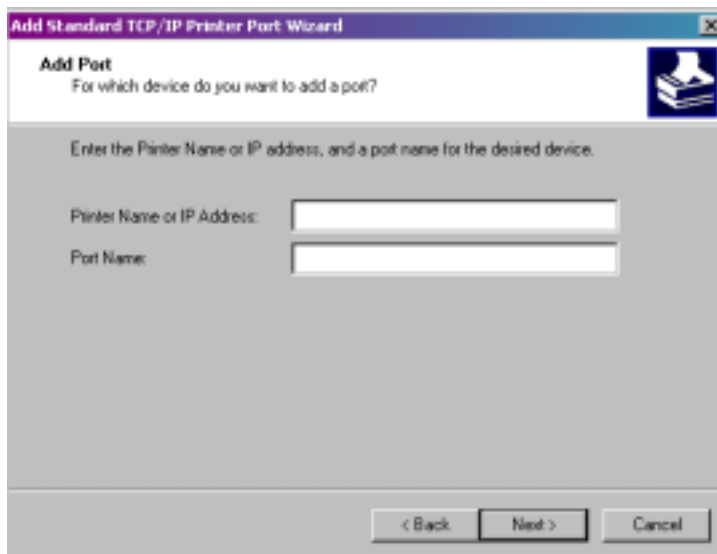 Add Standard TCP/IP Printer Port Wizard
Add Port
For which device do you want to add a port?
Enter the Printer Name or IP address, and a port name for the desired device.
Printer Name or IP Address:
Port Name:
< Back Next > Cancel